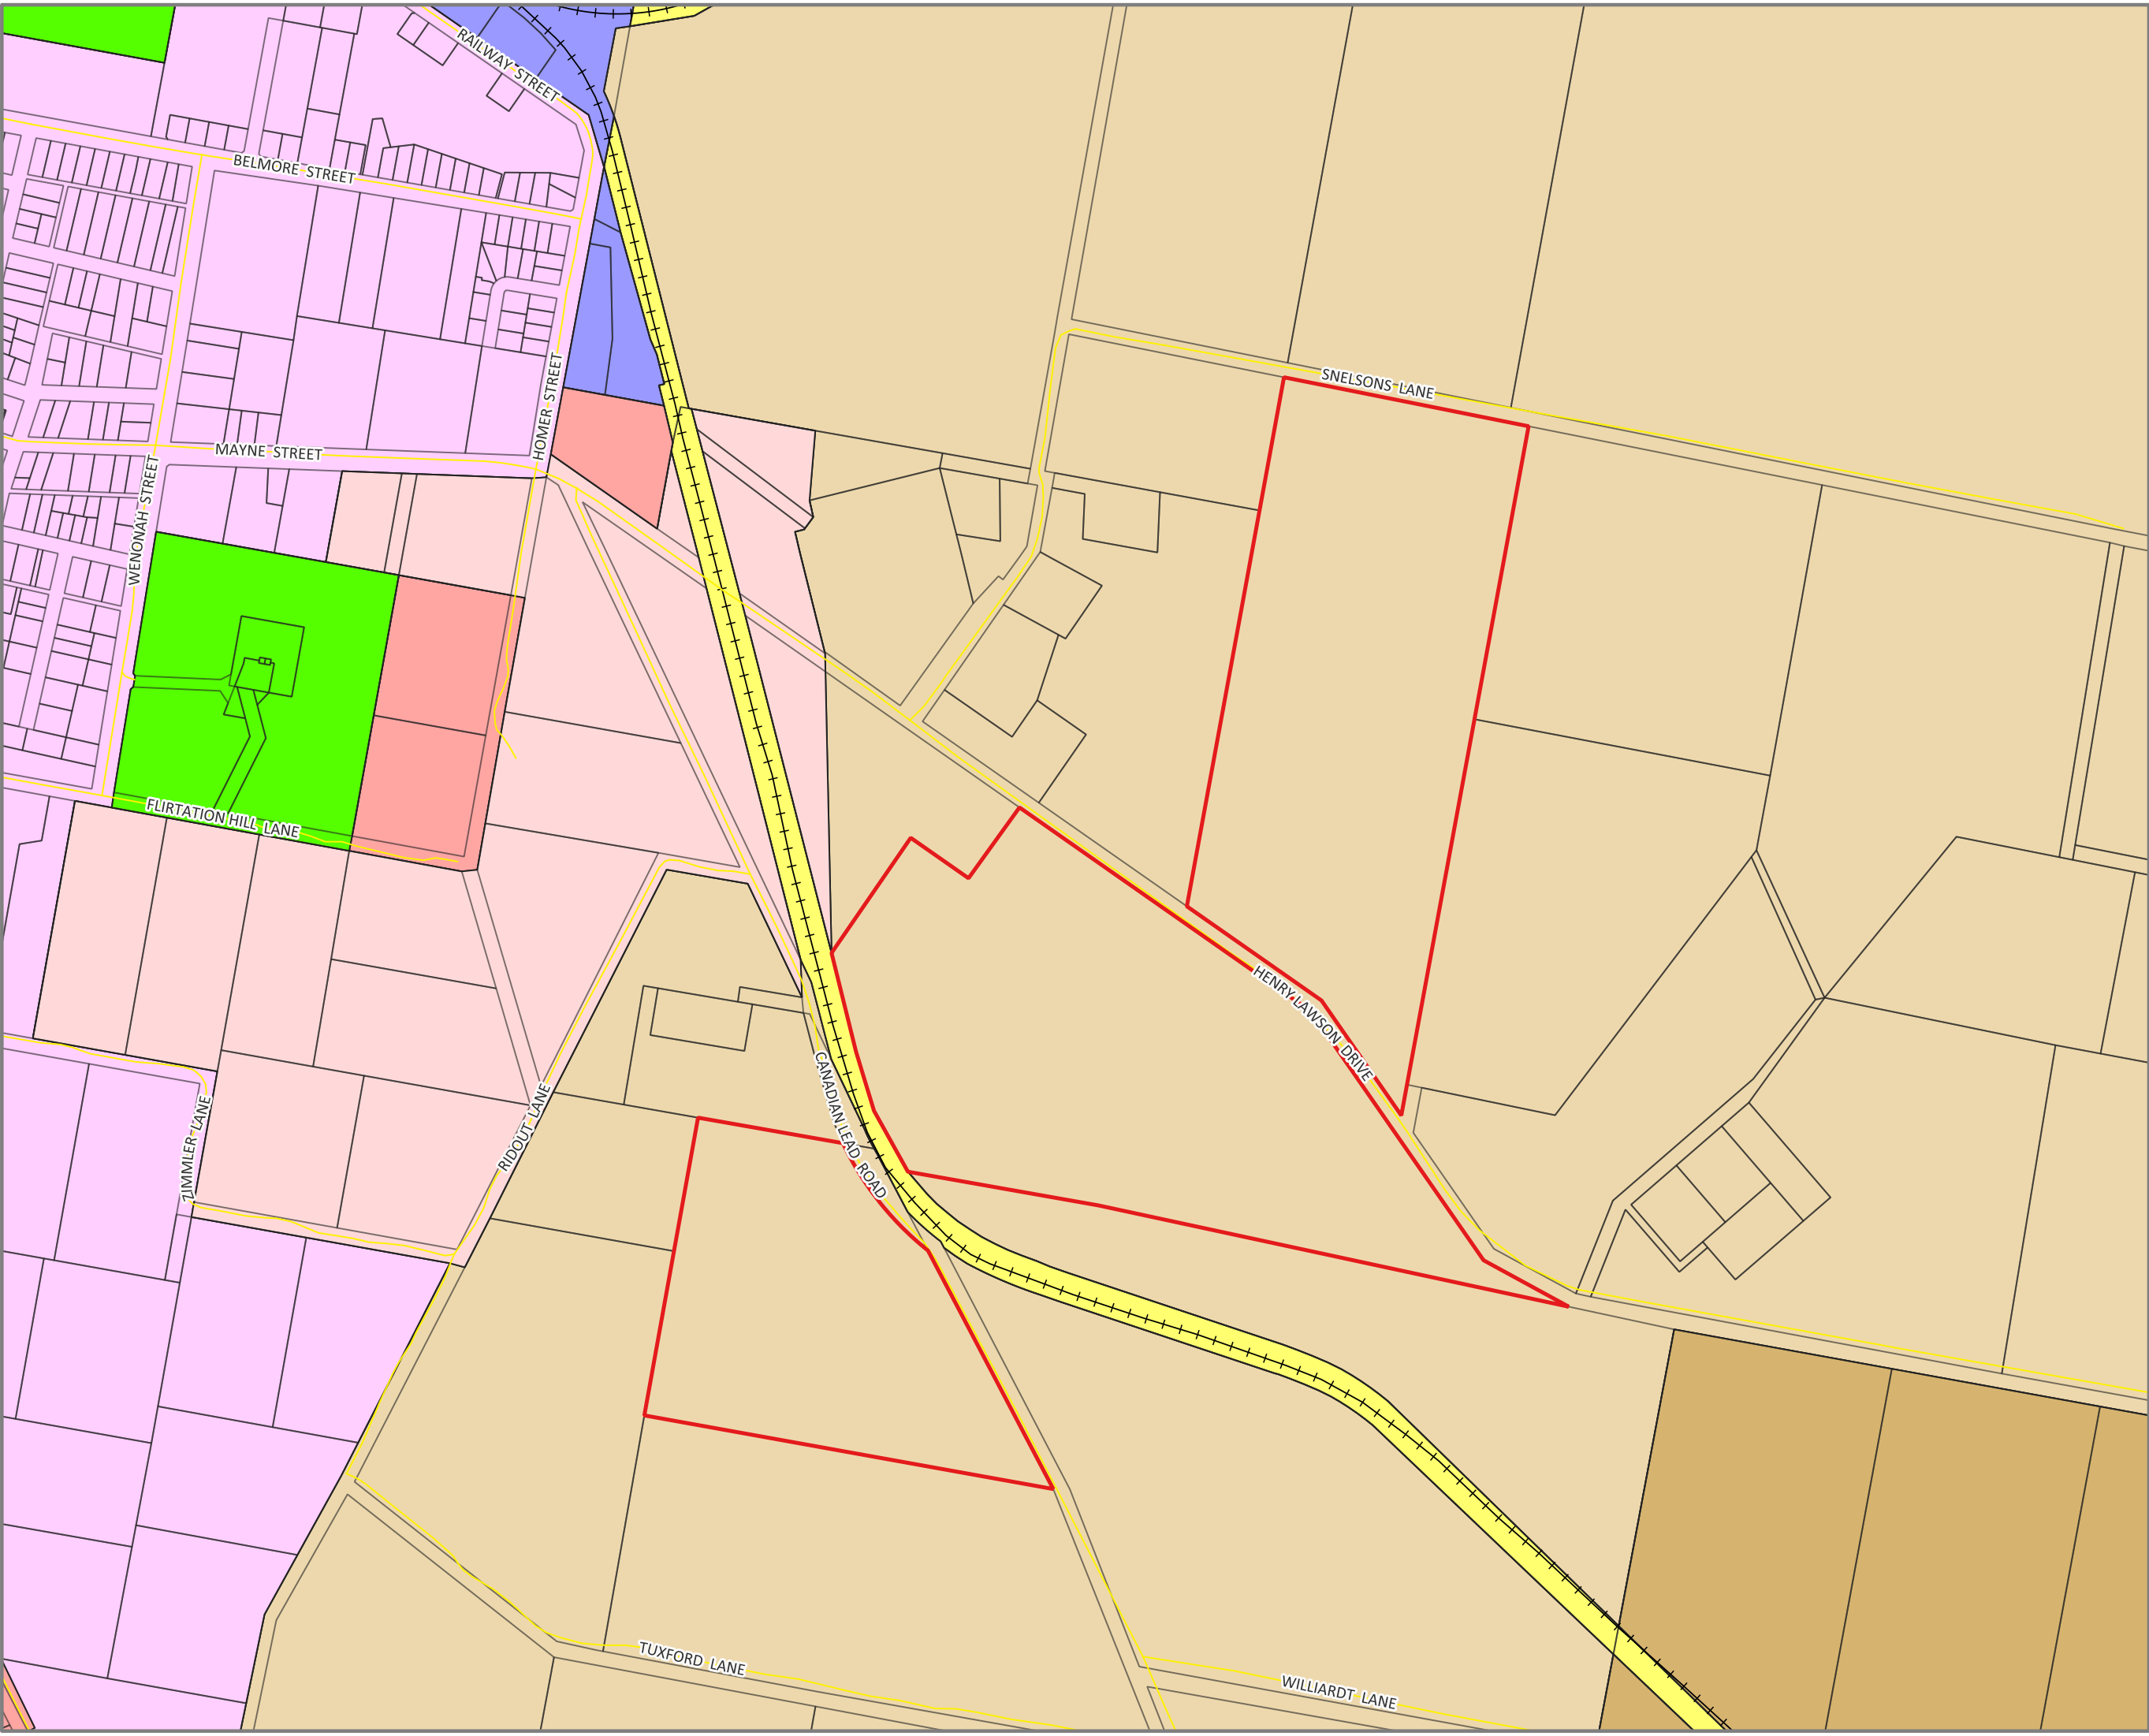 RAILWAY STREET
BELMORE STREET
SNELSONS LANE
HOMER STREET
MAYNE STREET
WENONAH STREET
FLIRTATION HILL LANE
HENRY LAWSON DRIVE
CANADIAN LEAD ROAD
RIDOUT LANE
ZIMMLER LANE
TUXFORD LANE
WILLIARDT LANE